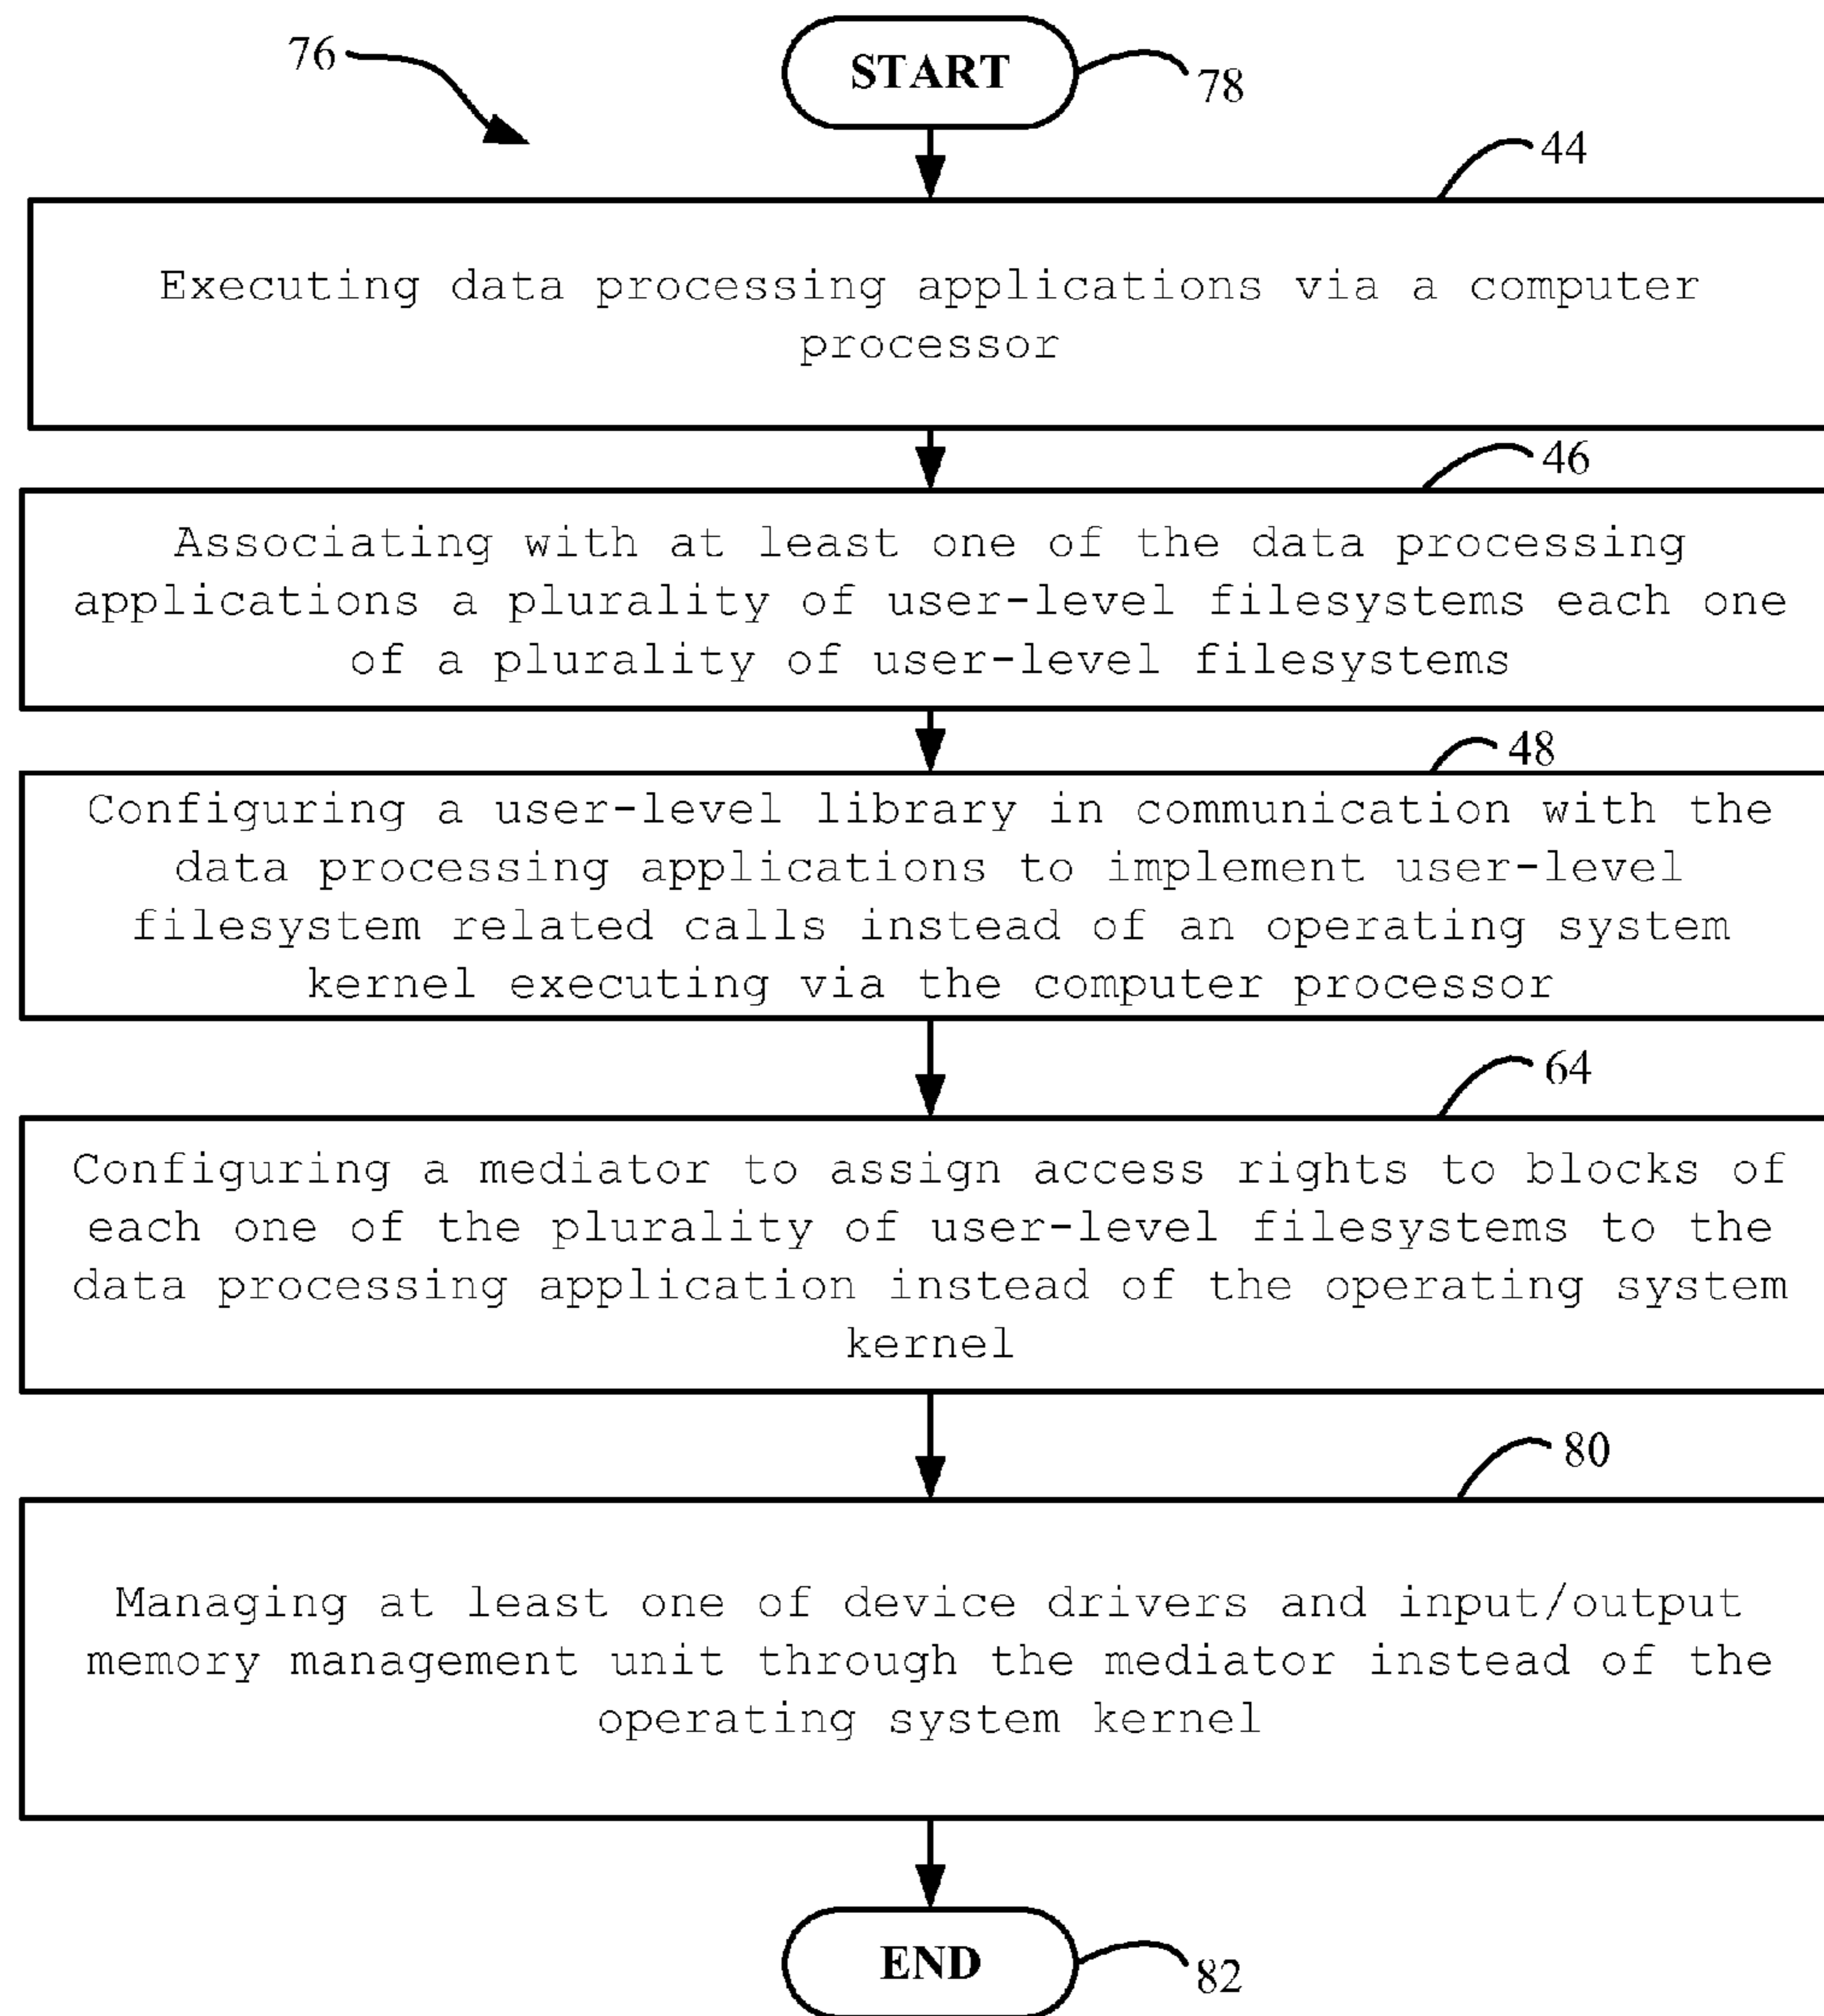 76
START
78
44
Executing data processing applications via a computer
processor
46
Associating with at least one of the data processing
applications a plurality of user-level filesystems each one
of a plurality of user-level filesystems
48
Configuring a user-level library in communication with the
data processing applications to implement user-level
filesystem related calls instead of an operating system
kernel executing via the computer processor
64
Configuring a mediator to assign access rights to blocks of
each one of the plurality of user-level filesystems to the
data processing application instead of the operating system
kernel
80
Managing at least one of device drivers and input/output
memory management unit through the mediator instead of the
operating system kernel
END
82